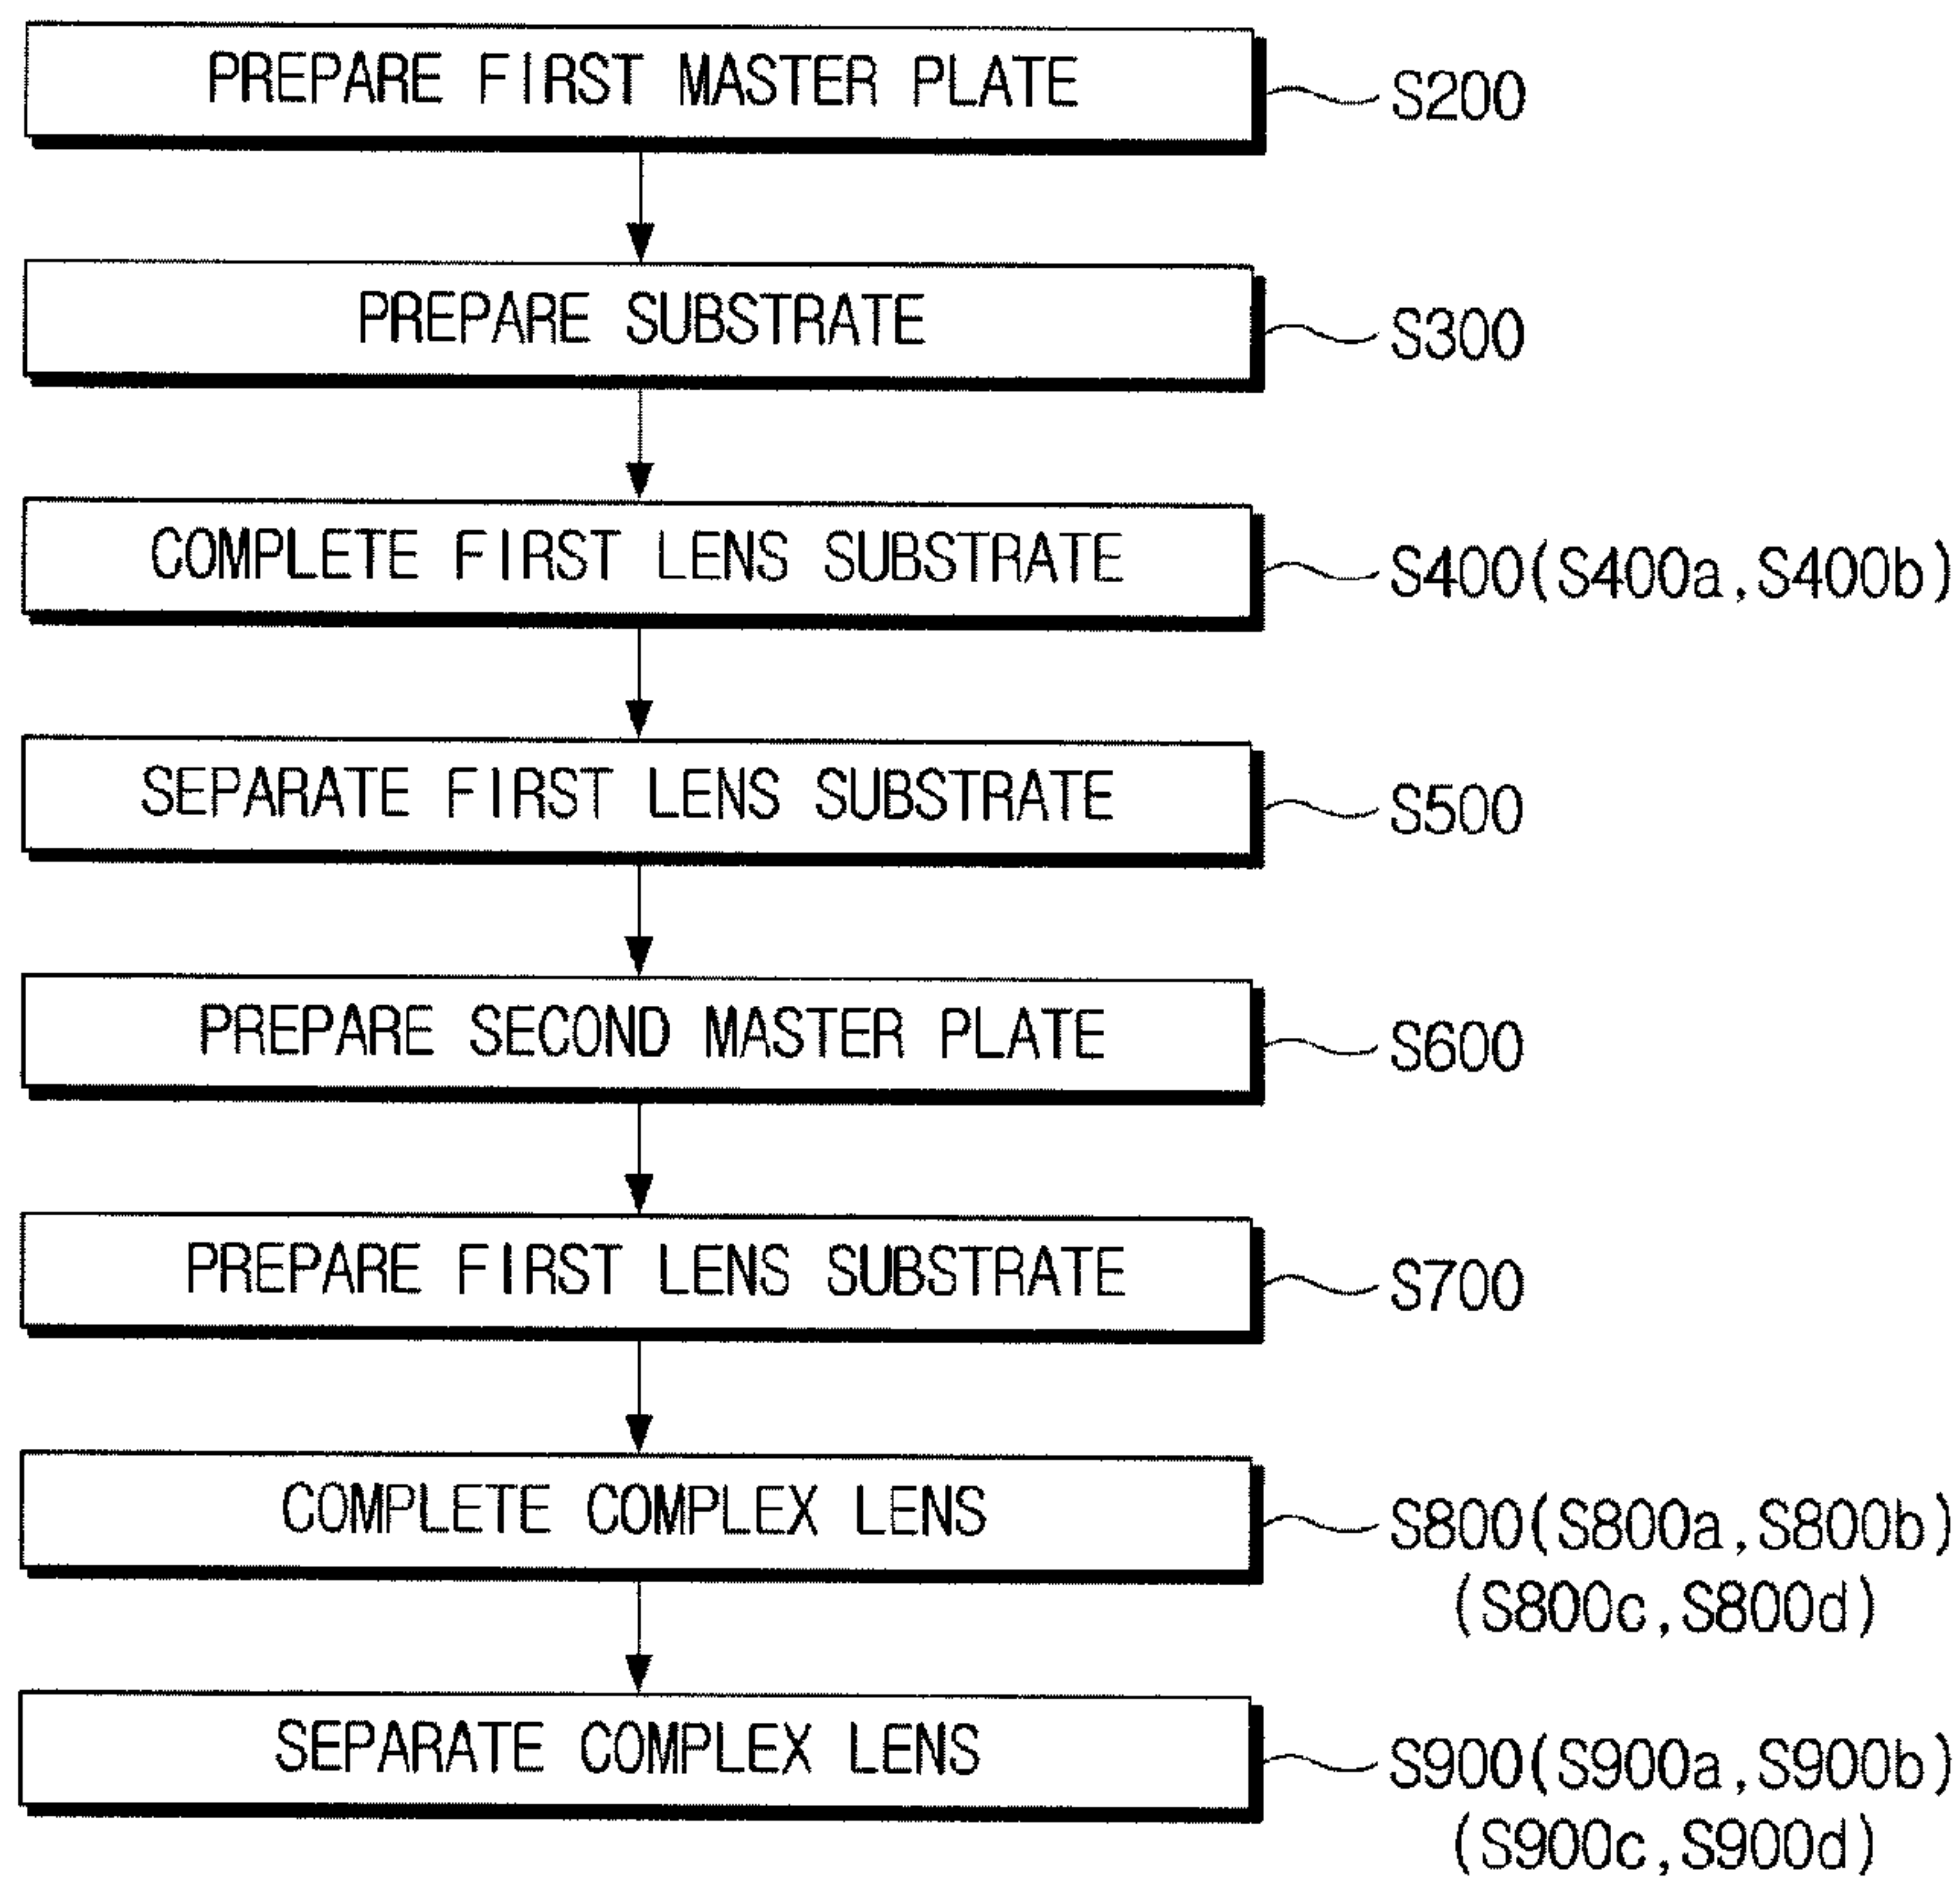 PREPARE FIRST MASTER PLATE S200
PREPARE SUBSTRATE S300
COMPLETE FIRST LENS SUBSTRATE S400(S400a,S400b)
SEPARATE FIRST LENS SUBSTRATE S500
PREPARE SECOND MASTER PLATE S600
PREPARE FIRST LENS SUBSTRATE S700
COMPLETE COMPLEX LENS S800(S800a,S800b)
(S800c,S800d)
SEPARATE COMPLEX LENS S900(S900a,S900b)
(S900c,S900d)